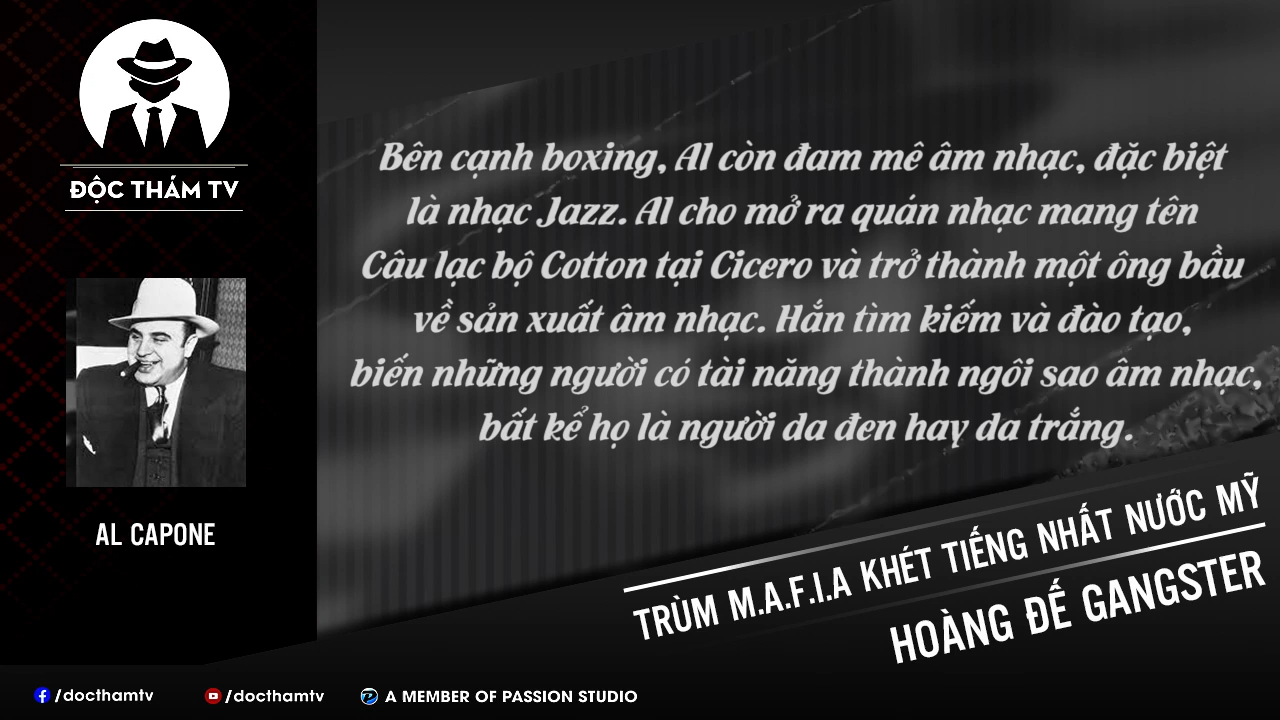 ĐỘC THÁM TV
AL CAPONE
Bên cạnh boxing, Al còn đam mê âm nhạc, đặc biệt
là nhạc Jazz. Al cho mở ra quán nhạc mang tên
Câu lạc bộ Cotton tại Cicero và trở thành một ông bầu
về sản xuất âm nhạc. Hắn tìm kiếm và đào tạo,
biến những người có tài năng thành ngôi sao âm nhạc,
bất kể họ là người da đen hay da trắng.
TRÙM M.A.F.I.A KHÉT TIẾNG NHẤT NƯỚC MỸ
HOÀNG ĐẾ GANGSTER
/docthamtv
/docthamtv
A MEMBER OF PASSION STUDIO